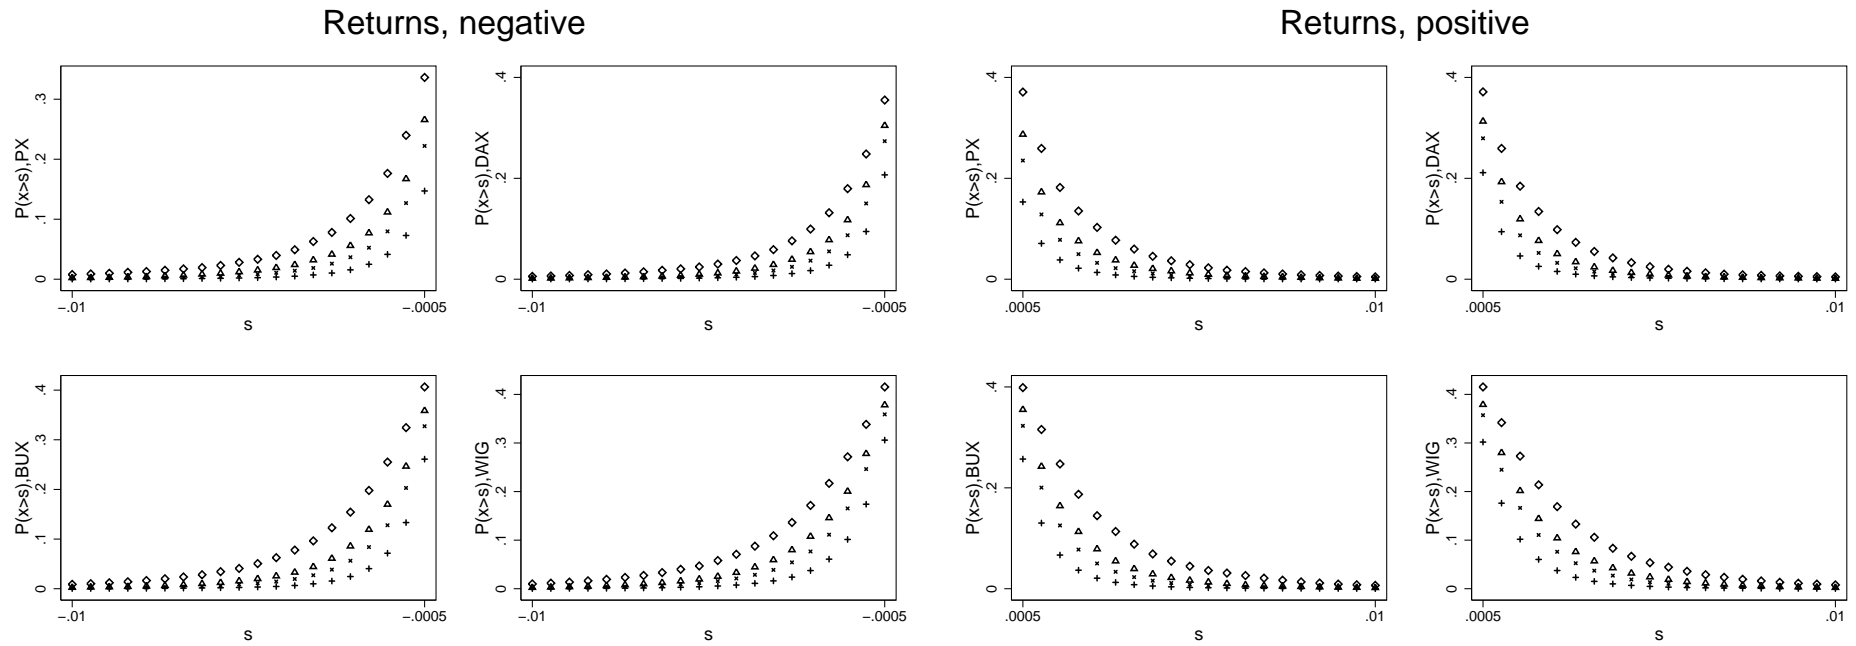 Returns, negative
Returns, positive
P(x>s),PX
0
.1
.2
.3
−.01
−.0005
s
P(x>s),DAX
0
.2
.4
−.01
−.0005
s
P(x>s),PX
0
.2
.4
.0005
.01
s
P(x>s),DAX
0
.2
.4
.0005
.01
s
P(x>s),BUX
0
.1
.2
.3
.4
−.01
−.0005
s
P(x>s),WIG
0
.1
.2
.3
.4
−.01
−.0005
s
P(x>s),BUX
0
.2
.4
.0005
.01
s
P(x>s),WIG
0
.1
.2
.3
.4
.0005
.01
s